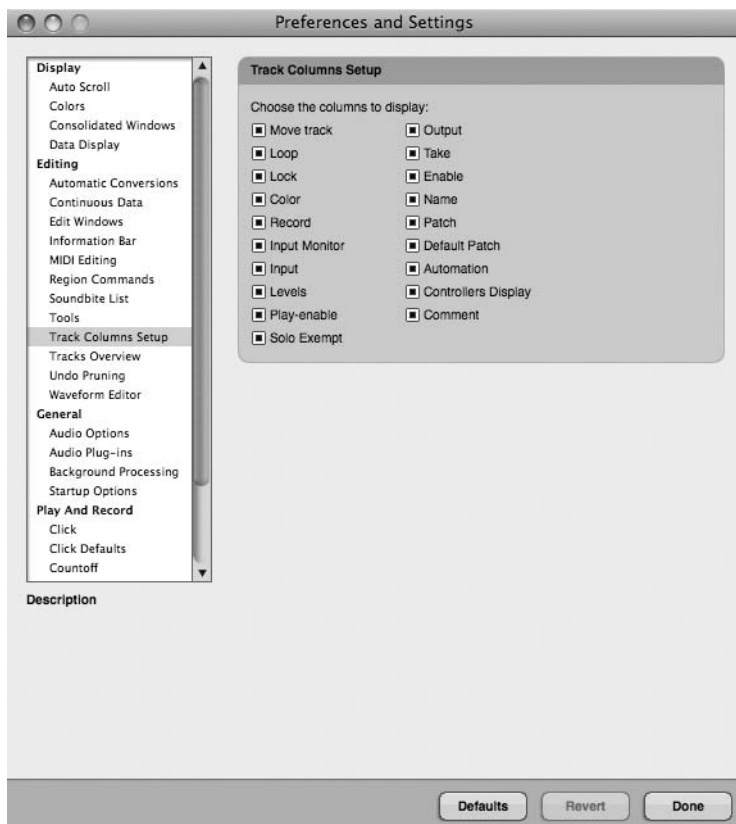 Preferences and Settings
Display
Auto Scroll
Colors
Consolidated Windows
Data Display
Editing
Automatic Conversions
Continuous Data
Edit Windows
Information Bar
MIDI Editing
Region Commands
Soundbite List
Tools
Track Columns Setup
Tracks Overview
Undo Pruning
Waveform Editor
General
Audio Options
Audio Plug-ins
Background Processing
Startup Options
Play And Record
Click
Click Defaults
Countoff
Description
Track Columns Setup
Choose the columns to display:
Move track
Loop
Lock
Color
Record
Input Monitor
Input
Levels
Play-enable
Solo Exempt
Output
Take
Enable
Name
Patch
Default Patch
Automation
Controllers Display
Comment
Defaults
Revert
Done